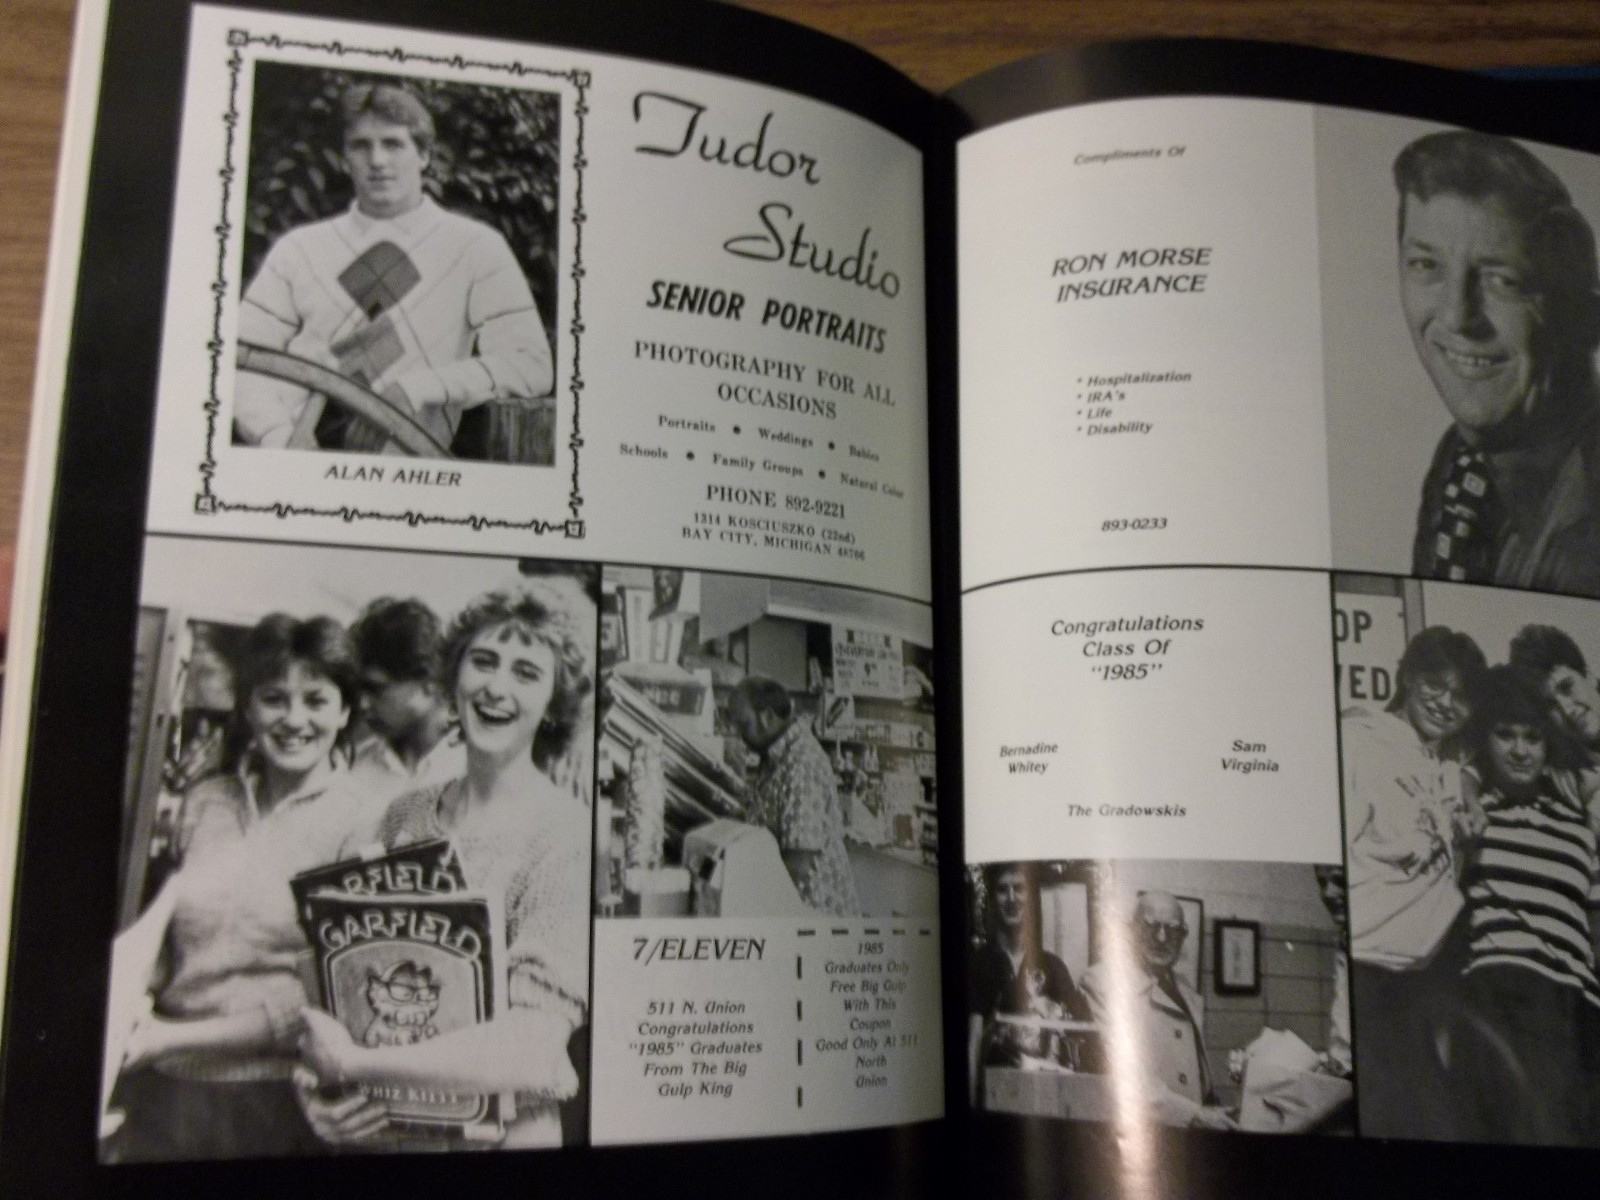 Tudor
Studio
SENIOR PORTRAITS
PHOTOGRAPHY FOR ALL
OCCASIONS
Portraits • Weddings • Babies
Schools • Family Groups • Natural Color
PHONE 892-9221
1314 KOSCIUSZKO (22nd)
BAY CITY, MICHIGAN 48706
ALAN AHLER
GARFIELD
GARFIELD
WHIZ
7/ELEVEN
511 N. Union
Congratulations
"1985" Graduates
From The Big
Gulp King
1985
Graduates Only
Free Big Gulp
With This
Coupon
Good Only At 511
North
Union
Compliments Of
RON MORSE
INSURANCE
* Hospitalization
* IRA's
* Life
* Disability
893-0233
Congratulations
Class Of
"1985"
Bernadine
Whitey
Sam
Virginia
The Gradowskis
OP
VED